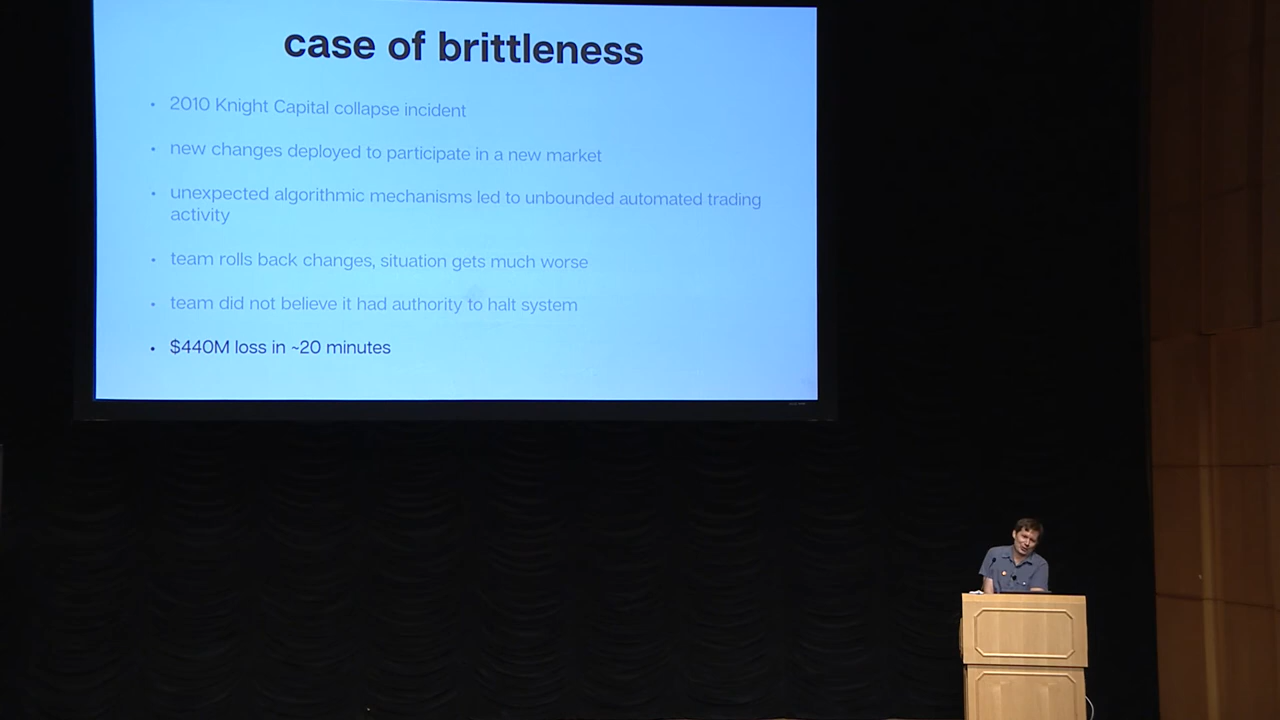 case of brittleness
• 2010 Knight Capital collapse incident
• new changes deployed to participate in a new market
• unexpected algorithmic mechanisms led to unbounded automated trading
activity
• team rolls back changes, situation gets much worse
• team did not believe it had authority to halt system
• $440M loss in ~20 minutes